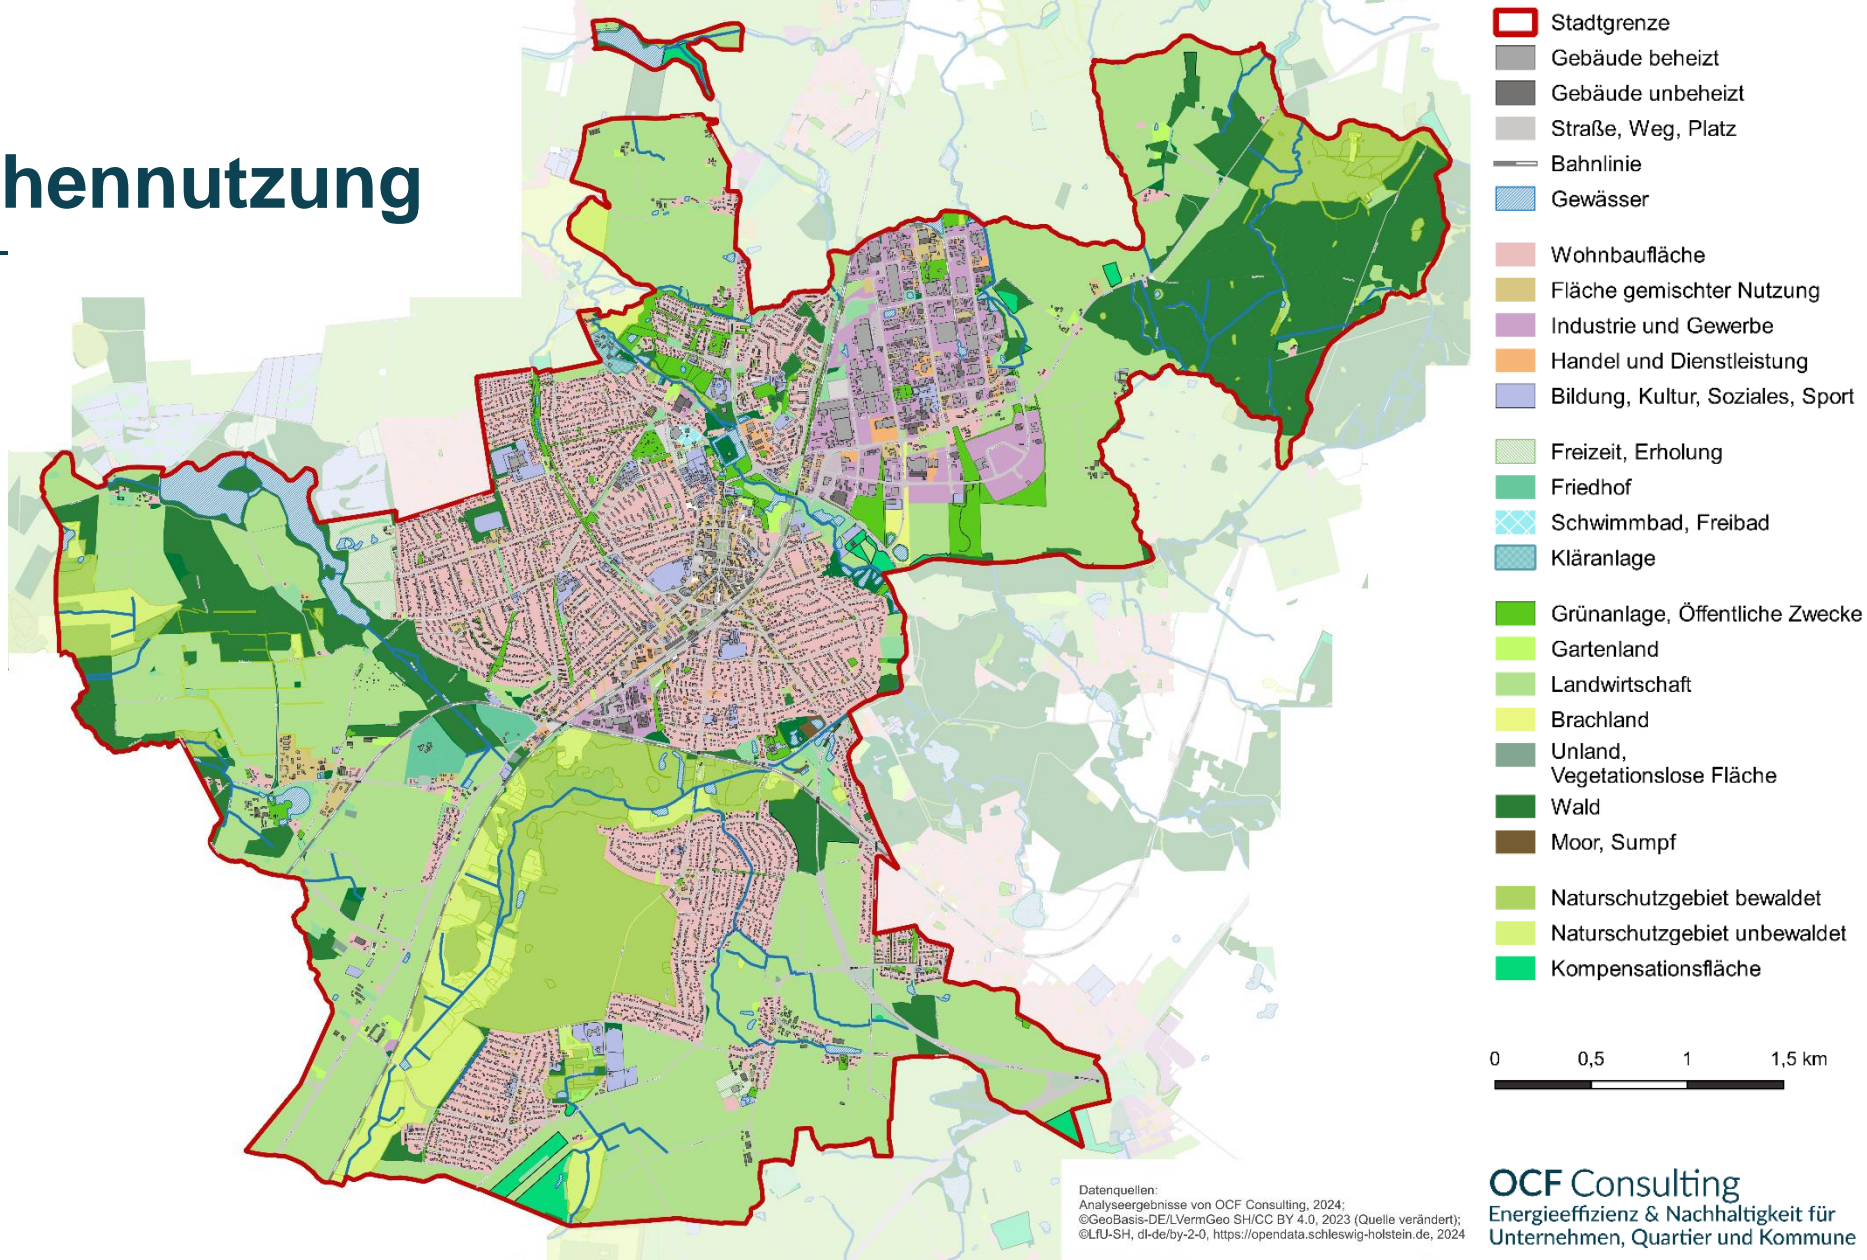 hennutzung
Stadtgrenze
Gebäude beheizt
Gebäude unbeheizt
Straße, Weg, Platz
Bahnlinie
Gewässer
Wohnbaufläche
Fläche gemischter Nutzung
Industrie und Gewerbe
Handel und Dienstleistung
Bildung, Kultur, Soziales, Sport
Freizeit, Erholung
Friedhof
Schwimmbad, Freibad
Kläranlage
Grünanlage, Öffentliche Zwecke
Gartenland
Landwirtschaft
Brachland
Unland,
Vegetationslose Fläche
Wald
Moor, Sumpf
Naturschutzgebiet bewaldet
Naturschutzgebiet unbewaldet
Kompensationsfläche
0 0,5 1 1,5 km
Datenquellen:
Analyseergebnisse von OCF Consulting, 2024;
©GeoBasis-DE/LVermGeo SH/CC BY 4.0, 2023 (Quelle verändert);
©LfU-SH, dl-de/by-2-0, https://opendata.schleswig-holstein.de, 2024
OCF Consulting
Energieeffizienz & Nachhaltigkeit für
Unternehmen, Quartier und Kommune